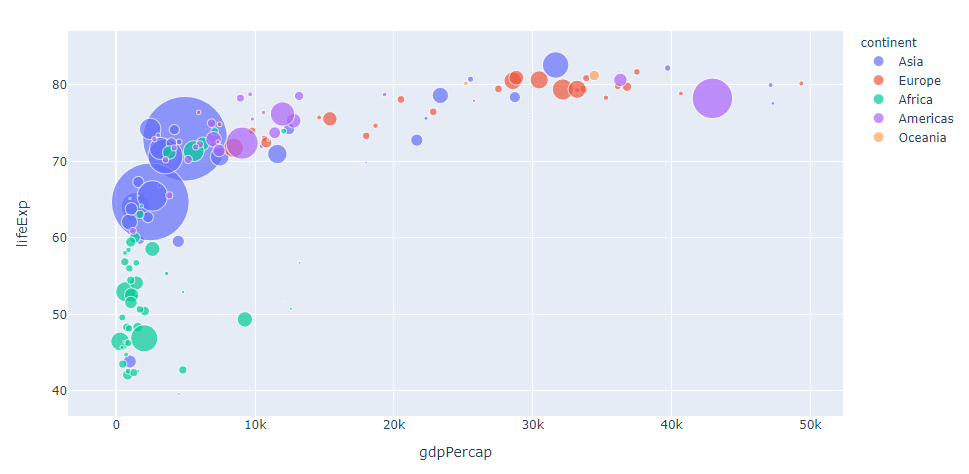 continent
Asia
Europe
Africa
Americas
Oceania
lifeExp
80
70
60
50
40
0
10k
20k
30k
40k
50k
gdpPercap